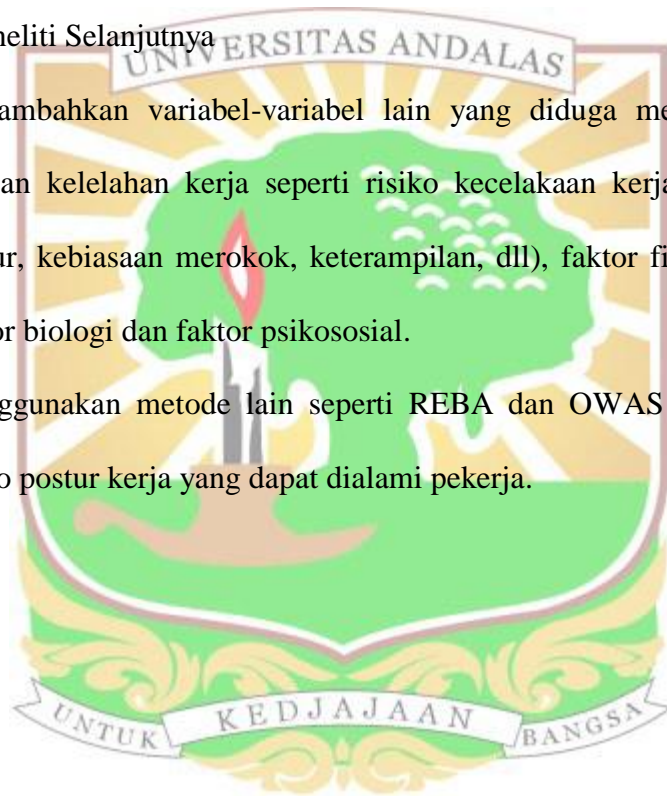 neliti Selanjutnya
UNIVERSITAS ANDALAS
ambahkan variabel-variabel lain yang diduga me
an kelelahan kerja seperti risiko kecelakaan kerja
ur, kebiasaan merokok, keterampilan, dll), faktor fi
or biologi dan faktor psikososial.
ggunakan metode lain seperti REBA dan OWAS
o postur kerja yang dapat dialami pekerja.
UNTUK KEDJAJAAN BANGSA